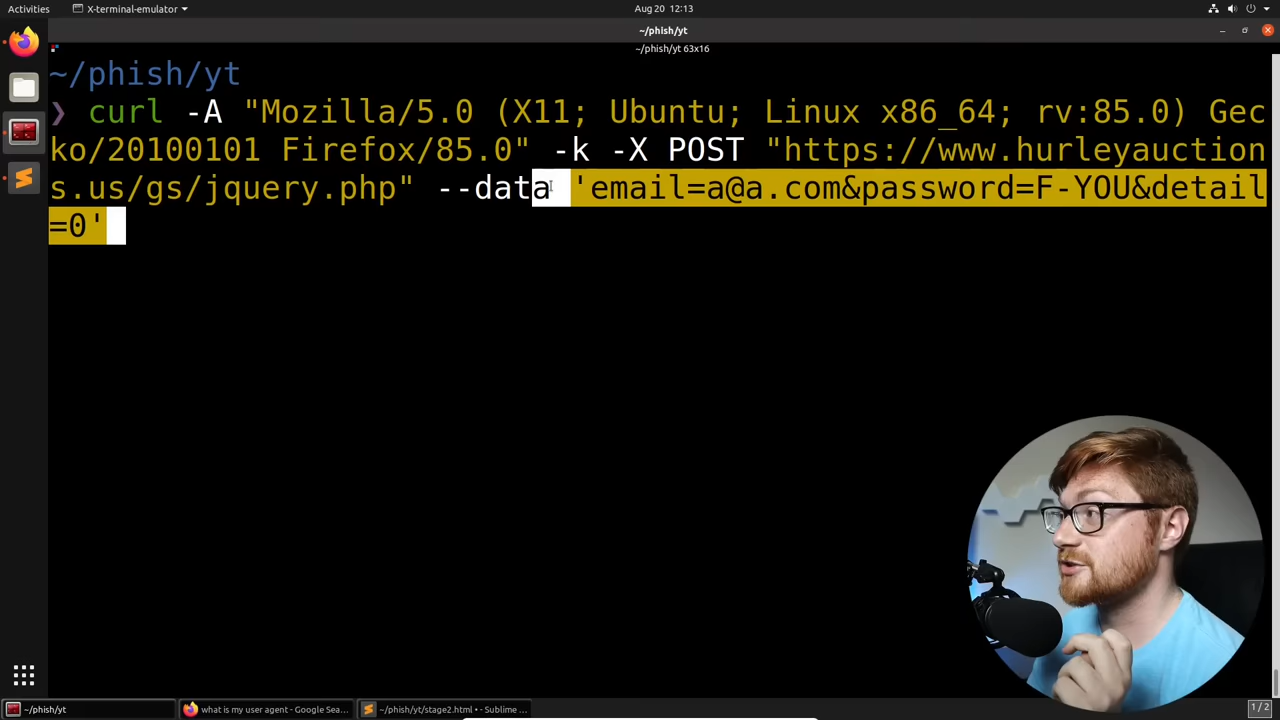 Activities
X-terminal-emulator
Aug 20 12:13
~/phish/yt
~/phish/yt 63x16
~/phish/yt
❯ curl -A "Mozilla/5.0 (X11; Ubuntu; Linux x86_64; rv:85.0) Gec
ko/20100101 Firefox/85.0" -k -X POST "https://www.hurleyauction
s.us/gs/jquery.php" --data 'email=a@a.com&password=F-YOU&detail
=0'
~/phish/yt
what is my user agent - Google Sea...
~/phish/yt/stage2.html • - Sublime ...
1 / 2